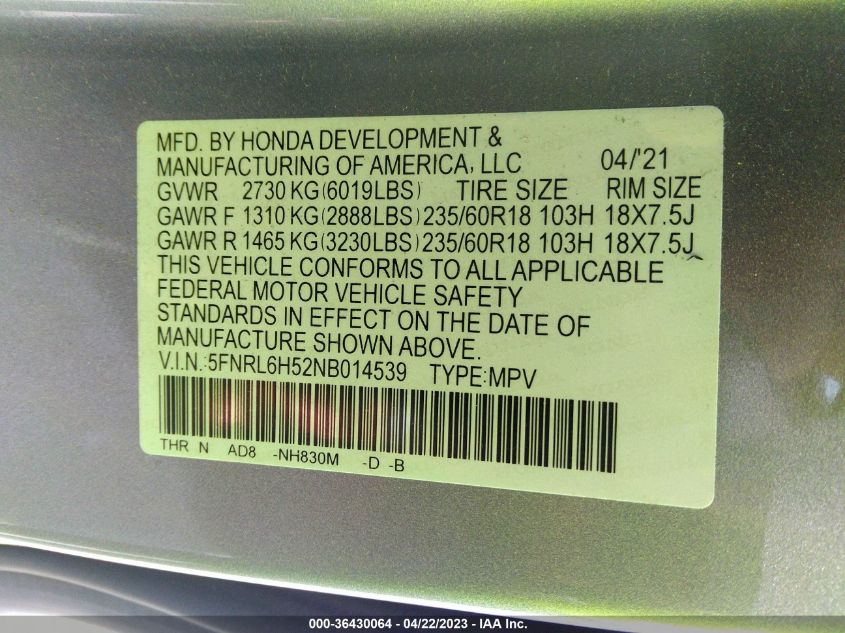 MFD. BY HONDA DEVELOPMENT &
MANUFACTURING OF AMERICA, LLC 04/'21
GVWR 2730 KG(6019LBS) TIRE SIZE RIM SIZE
GAWR F 1310 KG(2888LBS) 235/60R18 103H 18X7.5J
GAWR R 1465 KG(3230LBS) 235/60R18 103H 18X7.5J
THIS VEHICLE CONFORMS TO ALL APPLICABLE
FEDERAL MOTOR VEHICLE SAFETY
STANDARDS IN EFFECT ON THE DATE OF
MANUFACTURE SHOWN ABOVE.
V.I.N.:5FNRL6H52NB014539 TYPE:MPV
THR N AD8 -NH830M -D -B
000-36430064 - 04/22/2023 - IAA Inc.